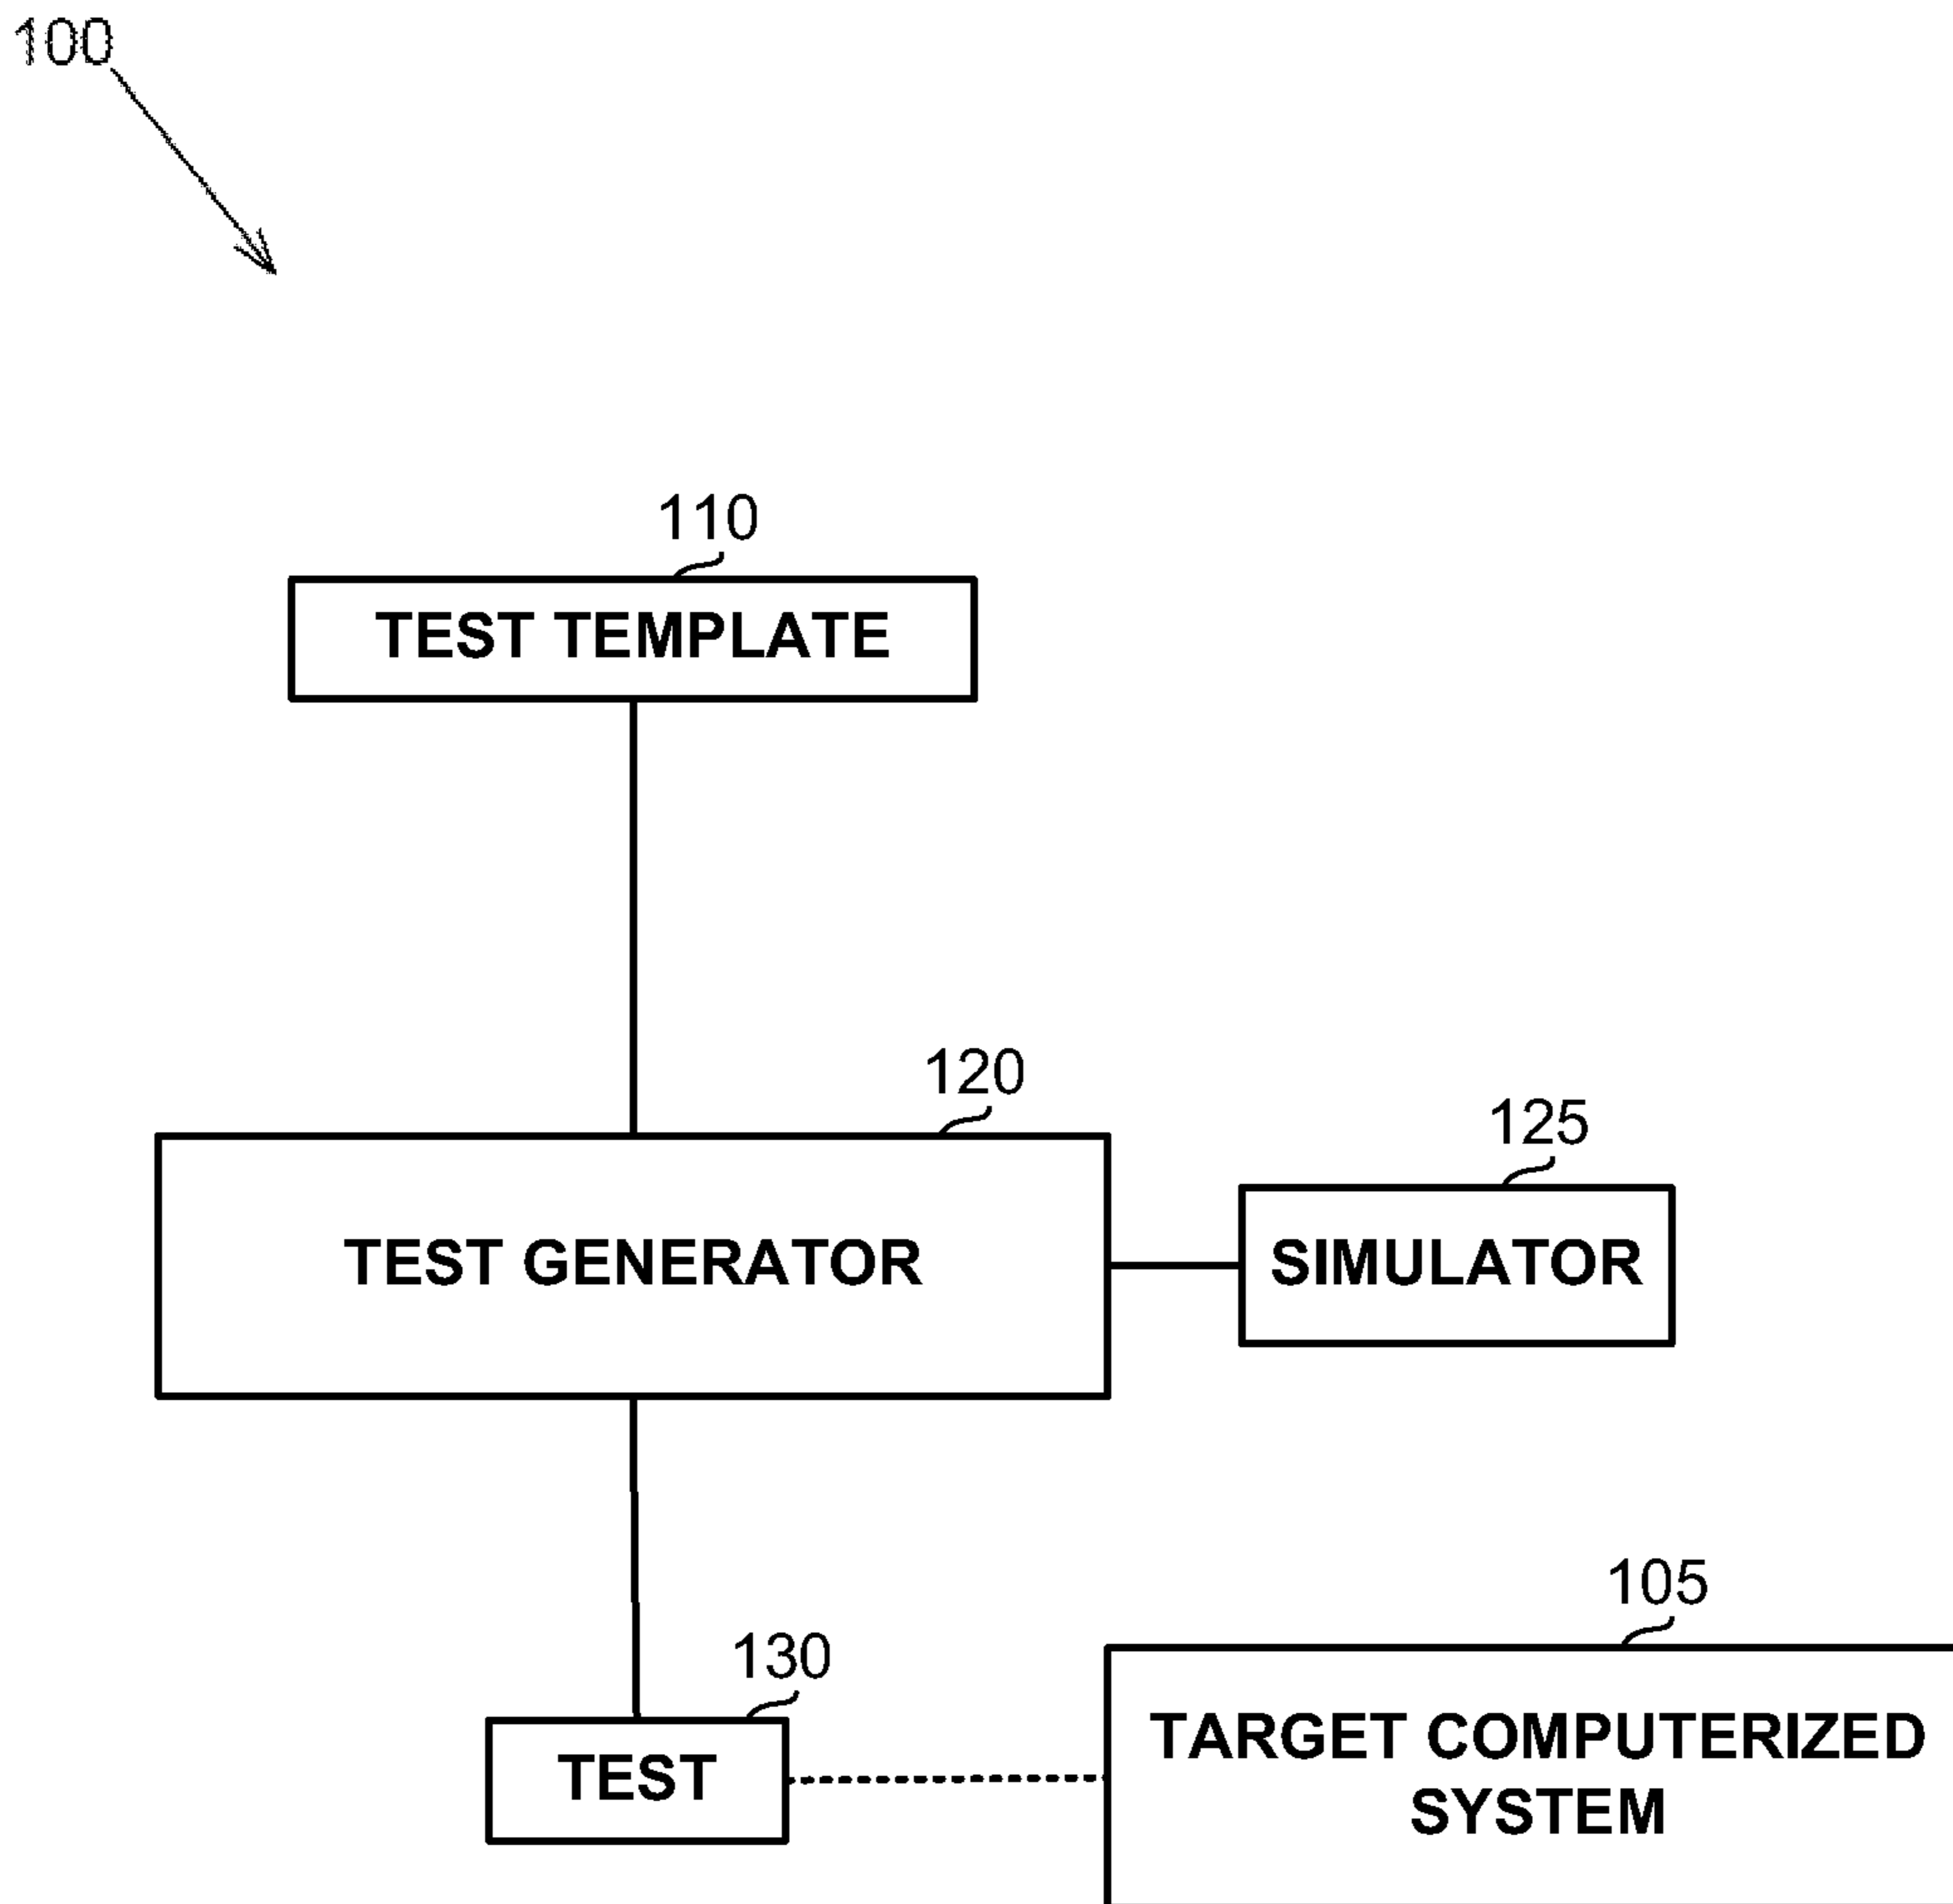 100
110
TEST TEMPLATE
120
125
TEST GENERATOR
SIMULATOR
105
130
TARGET COMPUTERIZED
SYSTEM
TEST